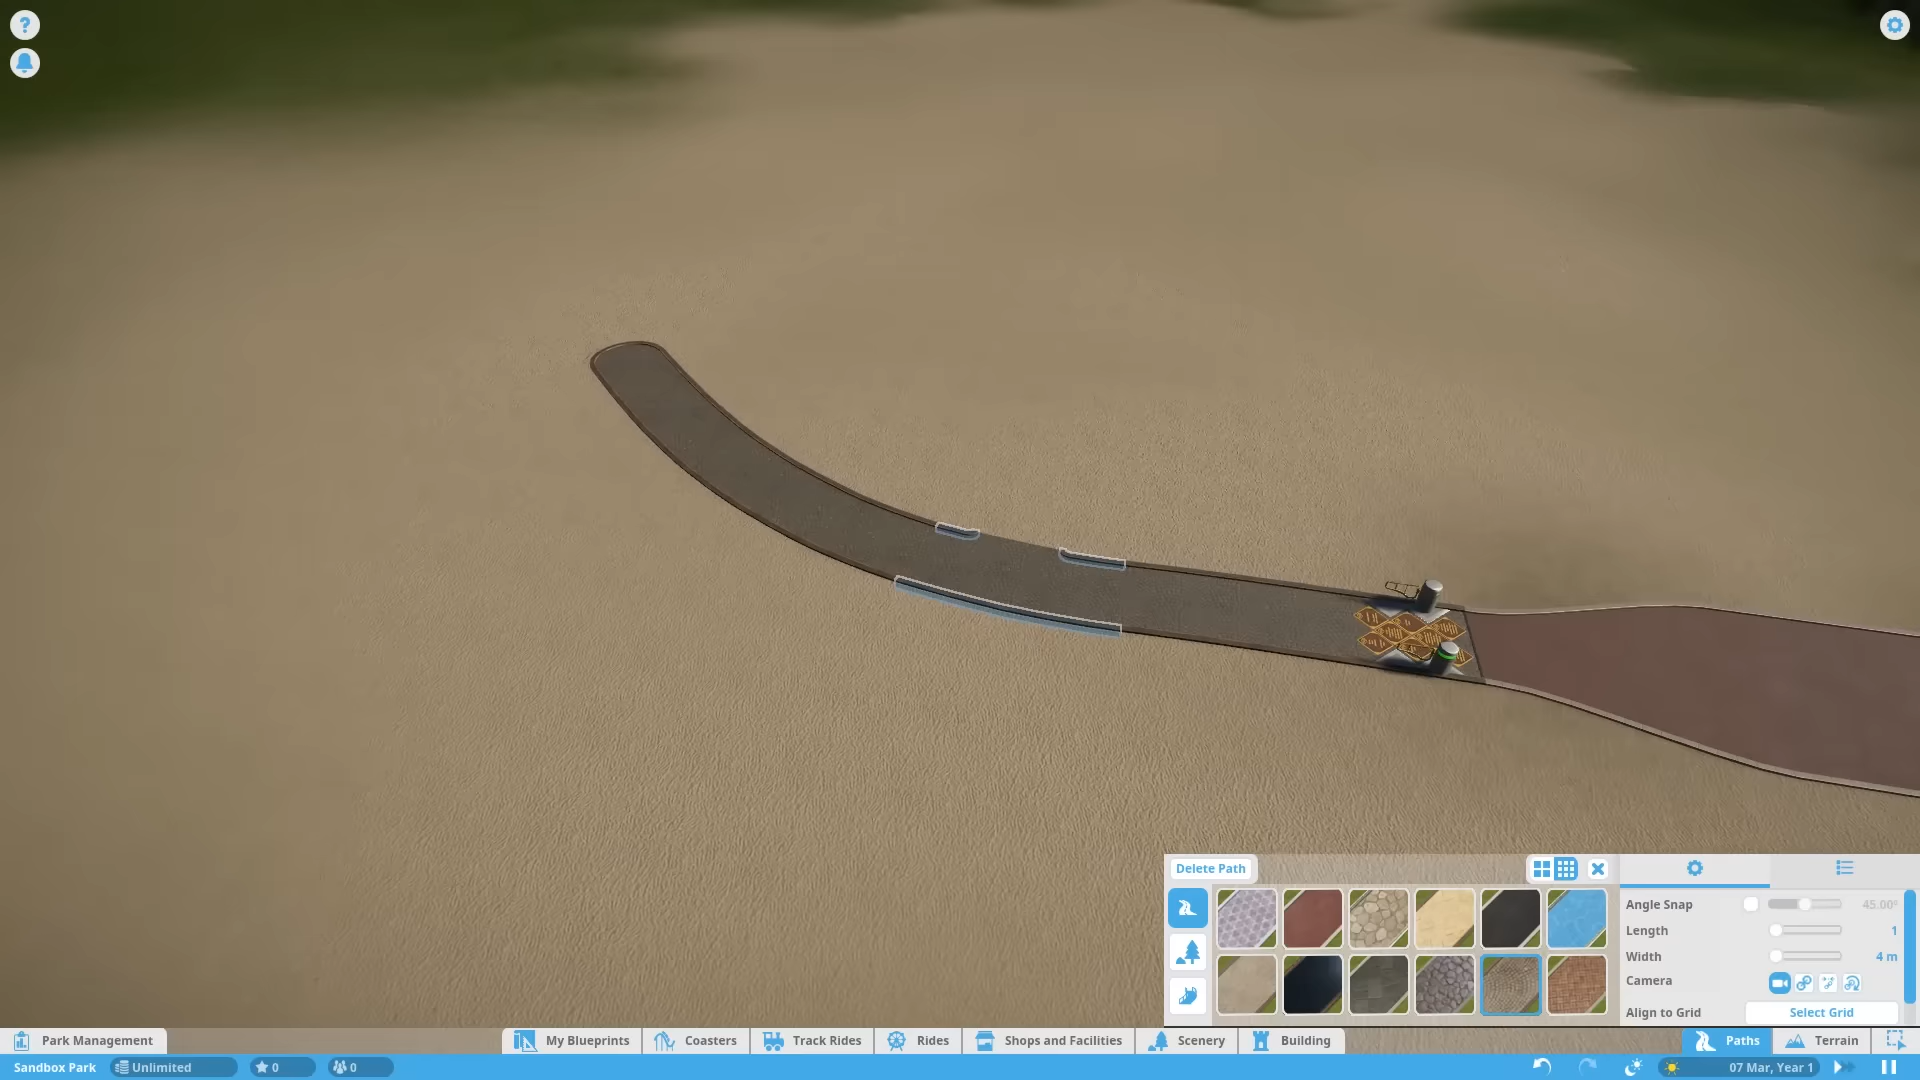 ?
Delete Path
Angle Snap 45.00°
Length 1
Width 4 m
Camera
Align to Grid Select Grid
Park Management My Blueprints Coasters Track Rides Rides Shops and Facilities Scenery Building Paths Terrain
Sandbox Park Unlimited 0 0 07 Mar, Year 1